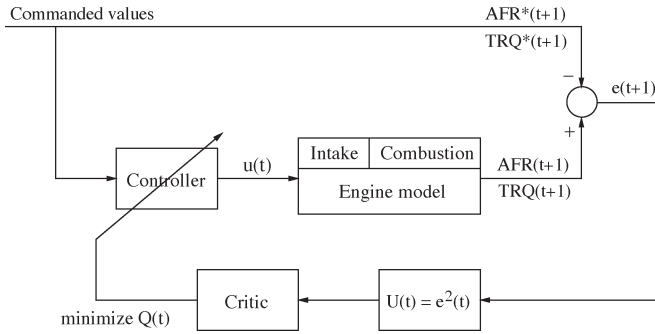 Commanded values
AFR*(t+1)
TRQ*(t+1)
−
e(t+1)
+
Intake
Combustion
Controller
u(t)
Engine model
AFR(t+1)
TRQ(t+1)
minimize Q(t)
Critic
U(t) = e²(t)